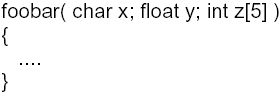 foobar( char x; float y; int z[5] )
{
....
}